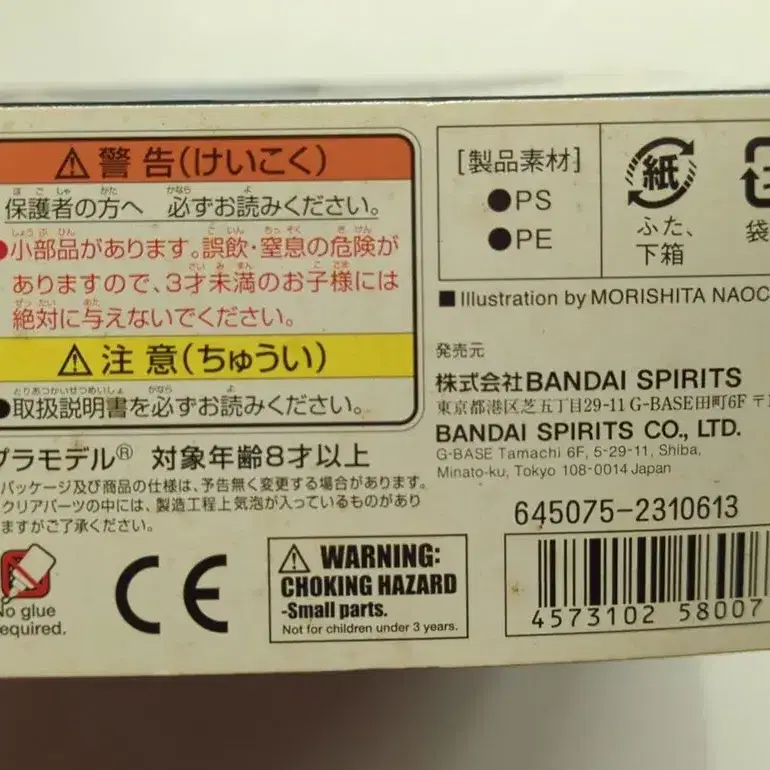 警告(けいこく)
保護者の方へ 必ずお読みください。
●小部品があります。誤飲・窒息の危険が
ありますので、3才未満のお子様には
絶対に与えないでください。
注意(ちゅうい)
●取扱説明書を必ずお読みください。
プラモデル® 対象年齢8才以上
パッケージ及び商品の仕様は、予告無く変更する場合があります。
クリアパーツの中には、製造工程上気泡が入っているものがあり
ますがご了承ください。
No glue
required.
CE
WARNING:
CHOKING HAZARD
-Small parts.
Not for children under 3 years.
[製品素材]
●PS
●PE
紙
ふた、
下箱
袋
■Illustration by MORISHITA NAOC
発売元
株式会社BANDAI SPIRITS
東京都港区芝五丁目29-11 G-BASE田町6F 〒1
BANDAI SPIRITS CO., LTD.
G-BASE Tamachi 6F, 5-29-11, Shiba,
Minato-ku, Tokyo 108-0014 Japan
645075-2310613
4573102 58007